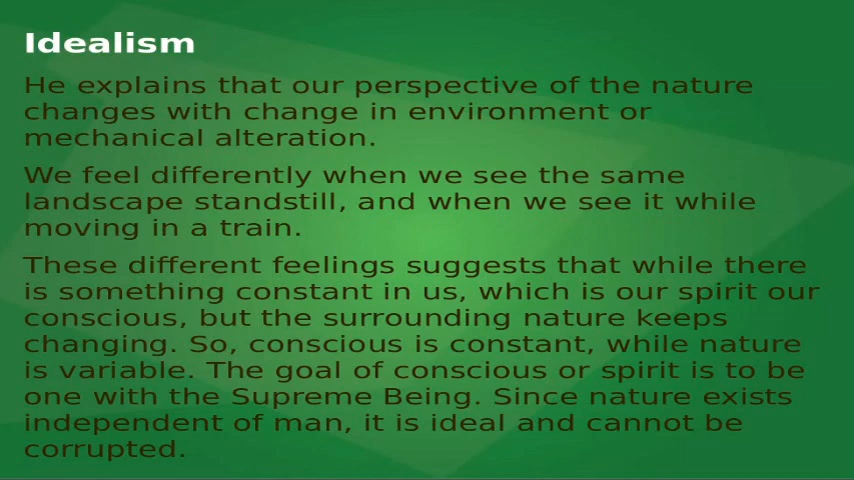 Idealism
He explains that our perspective of the nature
changes with change in environment or
mechanical alteration.
We feel differently when we see the same
landscape standstill, and when we see it while
moving in a train.
These different feelings suggests that while there
is something constant in us, which is our spirit our
conscious, but the surrounding nature keeps
changing. So, conscious is constant, while nature
is variable. The goal of conscious or spirit is to be
one with the Supreme Being. Since nature exists
independent of man, it is ideal and cannot be
corrupted.